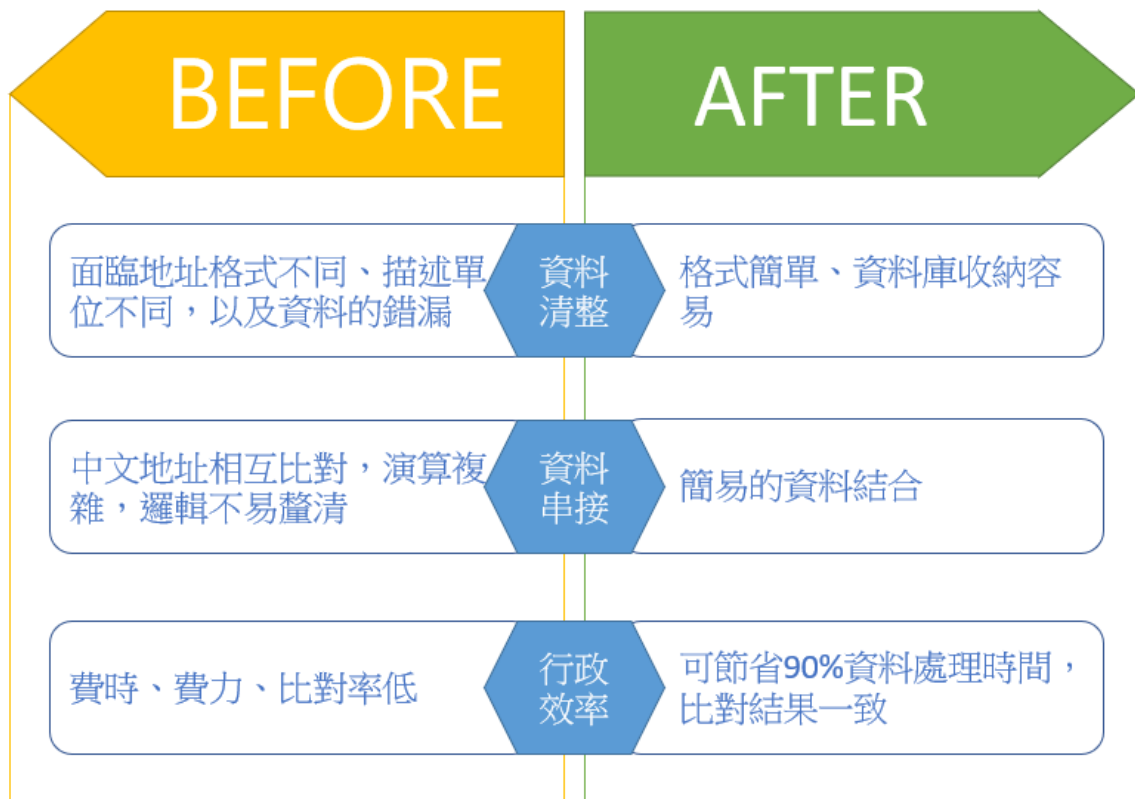 BEFORE
AFTER
面臨地址格式不同、描述單
位不同，以及資料的錯漏
資料
清整
格式簡單、資料庫收納容
易
中文地址相互比對，演算複
雜，邏輯不易釐清
資料
串接
簡易的資料結合
費時、費力、比對率低
行政
效率
可節省90%資料處理時間，
比對結果一致